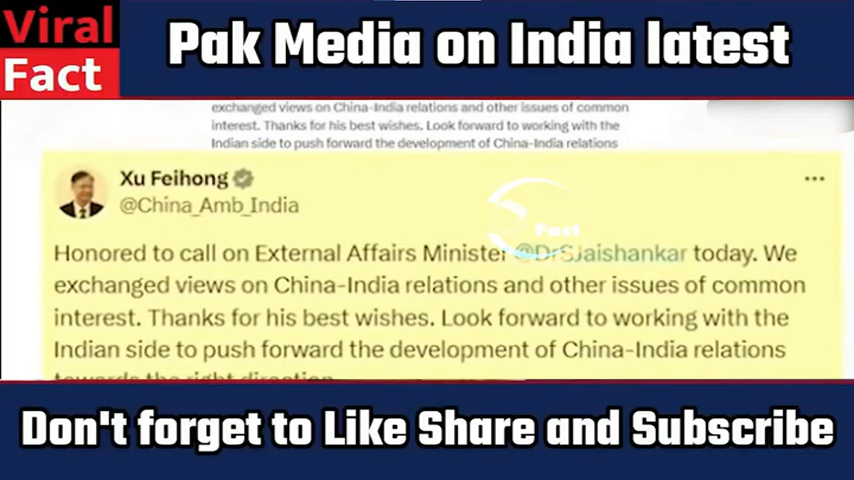 Viral
Fact
Pak Media on India latest
exchanged views on China-India relations and other issues of common
interest. Thanks for his best wishes. Look forward to working with the
Indian side to push forward the development of China-India relations
Xu Feihong
@China_Amb_India
Fact
Honored to call on External Affairs Minister @DrSJaishankar today. We
exchanged views on China-India relations and other issues of common
interest. Thanks for his best wishes. Look forward to working with the
Indian side to push forward the development of China-India relations
towards the right direction
Don't forget to Like Share and Subscribe